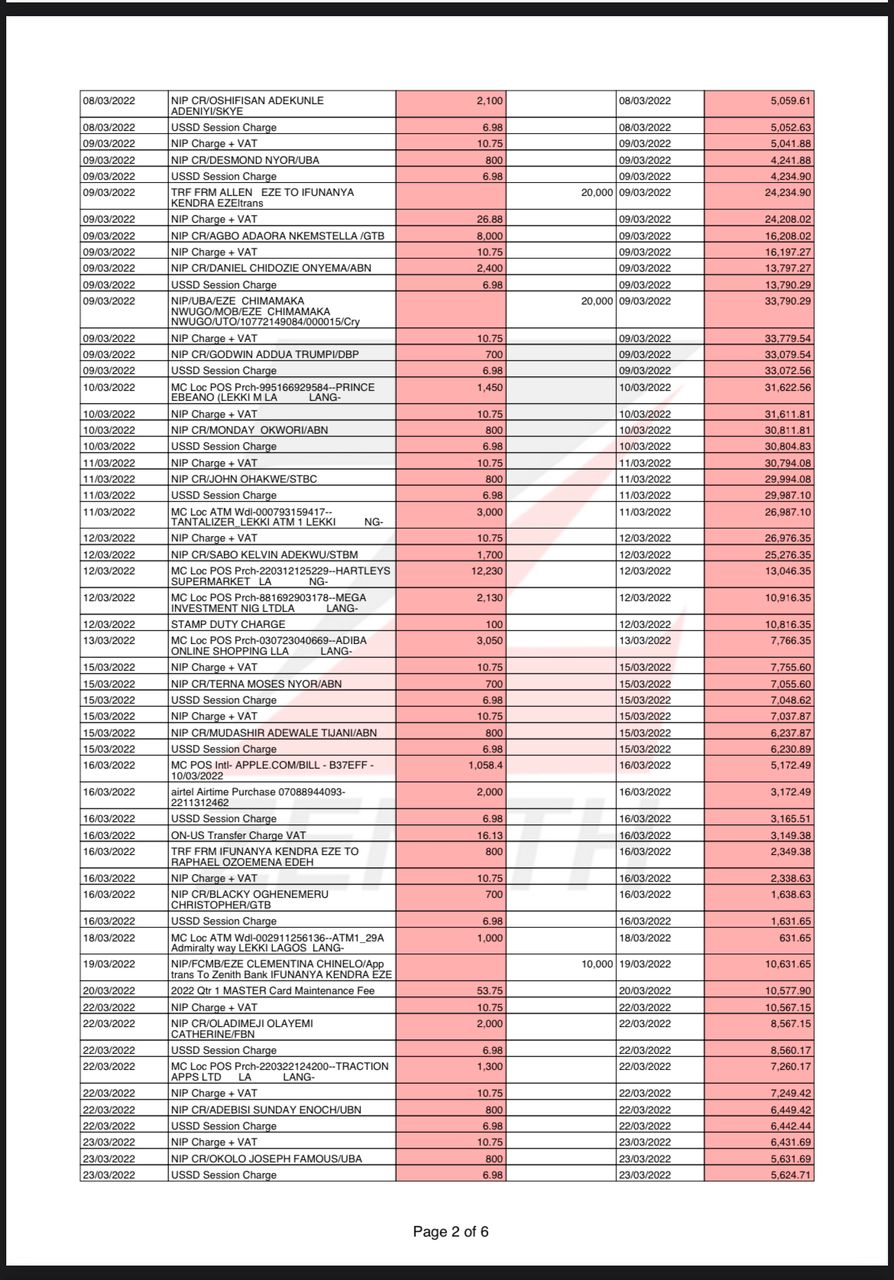 08/03/2022 NIP CR/OSHIFISAN ADEKUNLE 2,100 08/03/2022 5,059.61
ADENIYI/SKYE
08/03/2022 USSD Session Charge 6.98 08/03/2022 5,052.63
09/03/2022 NIP Charge + VAT 10.75 09/03/2022 5,041.88
09/03/2022 NIP CR/DESMOND NYOR/UBA 800 09/03/2022 4,241.88
09/03/2022 USSD Session Charge 6.98 09/03/2022 4,234.90
09/03/2022 TRF FRM ALLEN EZE TO IFUNANYA 20,000 09/03/2022 24,234.90
KENDRA EZEItrans
09/03/2022 NIP Charge + VAT 26.88 09/03/2022 24,208.02
09/03/2022 NIP CR/AGBO ADAORA NKEMSTELLA /GTB 8,000 09/03/2022 16,208.02
09/03/2022 NIP Charge + VAT 10.75 09/03/2022 16,197.27
09/03/2022 NIP CR/DANIEL CHIDOZIE ONYEMA/ABN 2,400 09/03/2022 13,797.27
09/03/2022 USSD Session Charge 6.98 09/03/2022 13,790.29
09/03/2022 NIP/UBA/EZE CHIMAMAKA 20,000 09/03/2022 33,790.29
NWUGO/MOB/EZE CHIMAMAKA
NWUGO/UTO/10772149084/000015/Cry
09/03/2022 NIP Charge + VAT 10.75 09/03/2022 33,779.54
09/03/2022 NIP CR/GODWIN ADDUA TRUMPI/DBP 700 09/03/2022 33,079.54
09/03/2022 USSD Session Charge 6.98 09/03/2022 33,072.56
10/03/2022 MC Loc POS Prch-995166929584--PRINCE 1,450 10/03/2022 31,622.56
EBEANO (LEKKI M LA LANG-
10/03/2022 NIP Charge + VAT 10.75 10/03/2022 31,611.81
10/03/2022 NIP CR/MONDAY OKWORI/ABN 800 10/03/2022 30,811.81
10/03/2022 USSD Session Charge 6.98 10/03/2022 30,804.83
11/03/2022 NIP Charge + VAT 10.75 11/03/2022 30,794.08
11/03/2022 NIP CR/JOHN OHAKWE/STBC 800 11/03/2022 29,994.08
11/03/2022 USSD Session Charge 6.98 11/03/2022 29,987.10
11/03/2022 MC Loc ATM Wdl-000793159417-- 3,000 11/03/2022 26,987.10
TANTALIZER_LEKKI ATM 1 LEKKI NG-
12/03/2022 NIP Charge + VAT 10.75 12/03/2022 26,976.35
12/03/2022 NIP CR/SABO KELVIN ADEKWU/STBM 1,700 12/03/2022 25,276.35
12/03/2022 MC Loc POS Prch-220312125229--HARTLEYS 12,230 12/03/2022 13,046.35
SUPERMARKET LA NG-
12/03/2022 MC Loc POS Prch-881692903178--MEGA 2,130 12/03/2022 10,916.35
INVESTMENT NIG LTDLA LANG-
12/03/2022 STAMP DUTY CHARGE 100 12/03/2022 10,816.35
13/03/2022 MC Loc POS Prch-030723040669--ADIBA 3,050 13/03/2022 7,766.35
ONLINE SHOPPING LLA LANG-
15/03/2022 NIP Charge + VAT 10.75 15/03/2022 7,755.60
15/03/2022 NIP CR/TERNA MOSES NYOR/ABN 700 15/03/2022 7,055.60
15/03/2022 USSD Session Charge 6.98 15/03/2022 7,048.62
15/03/2022 NIP Charge + VAT 10.75 15/03/2022 7,037.87
15/03/2022 NIP CR/MUDASHIR ADEWALE TIJANI/ABN 800 15/03/2022 6,237.87
15/03/2022 USSD Session Charge 6.98 15/03/2022 6,230.89
16/03/2022 MC POS Intl- APPLE.COM/BILL - B37EFF - 1,058.4 16/03/2022 5,172.49
10/03/2022
16/03/2022 airtel Airtime Purchase 07088944093- 2,000 16/03/2022 3,172.49
2211312462
16/03/2022 USSD Session Charge 6.98 16/03/2022 3,165.51
16/03/2022 ON-US Transfer Charge VAT 16.13 16/03/2022 3,149.38
16/03/2022 TRF FRM IFUNANYA KENDRA EZE TO 800 16/03/2022 2,349.38
RAPHAEL OZOEMENA EDEH
16/03/2022 NIP Charge + VAT 10.75 16/03/2022 2,338.63
16/03/2022 NIP CR/BLACKY OGHENEMERU 700 16/03/2022 1,638.63
CHRISTOPHER/GTB
16/03/2022 USSD Session Charge 6.98 16/03/2022 1,631.65
18/03/2022 MC Loc ATM Wdl-002911256136--ATM1_29A 1,000 18/03/2022 631.65
Admiralty way LEKKI LAGOS LANG-
19/03/2022 NIP/FCMB/EZE CLEMENTINA CHINELO/App 10,000 19/03/2022 10,631.65
trans To Zenith Bank IFUNANYA KENDRA EZE
20/03/2022 2022 Qtr 1 MASTER Card Maintenance Fee 53.75 20/03/2022 10,577.90
22/03/2022 NIP Charge + VAT 10.75 22/03/2022 10,567.15
22/03/2022 NIP CR/OLADIMEJI OLAYEMI 2,000 22/03/2022 8,567.15
CATHERINE/FBN
22/03/2022 USSD Session Charge 6.98 22/03/2022 8,560.17
22/03/2022 MC Loc POS Prch-220322124200--TRACTION 1,300 22/03/2022 7,260.17
APPS LTD LA LANG-
22/03/2022 NIP Charge + VAT 10.75 22/03/2022 7,249.42
22/03/2022 NIP CR/ADEBISI SUNDAY ENOCH/UBN 800 22/03/2022 6,449.42
22/03/2022 USSD Session Charge 6.98 22/03/2022 6,442.44
23/03/2022 NIP Charge + VAT 10.75 23/03/2022 6,431.69
23/03/2022 NIP CR/OKOLO JOSEPH FAMOUS/UBA 800 23/03/2022 5,631.69
23/03/2022 USSD Session Charge 6.98 23/03/2022 5,624.71
ZENITH
Page 2 of 6